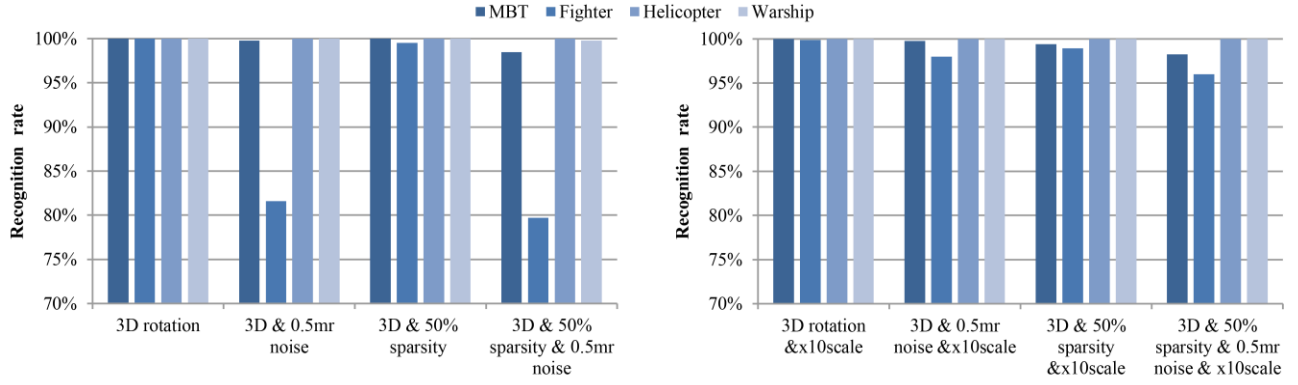 MBT Fighter Helicopter Warship
100%
95%
90%
85%
80%
75%
70%
Recognition rate
3D rotation
3D & 0.5mr
noise
3D & 50%
sparsity
3D & 50%
sparsity & 0.5mr
noise
100%
95%
90%
85%
80%
75%
70%
Recognition rate
3D rotation
&x10scale
3D & 0.5mr
noise &x10scale
3D & 50%
sparsity
&x10scale
3D & 50%
sparsity & 0.5mr
noise & x10scale